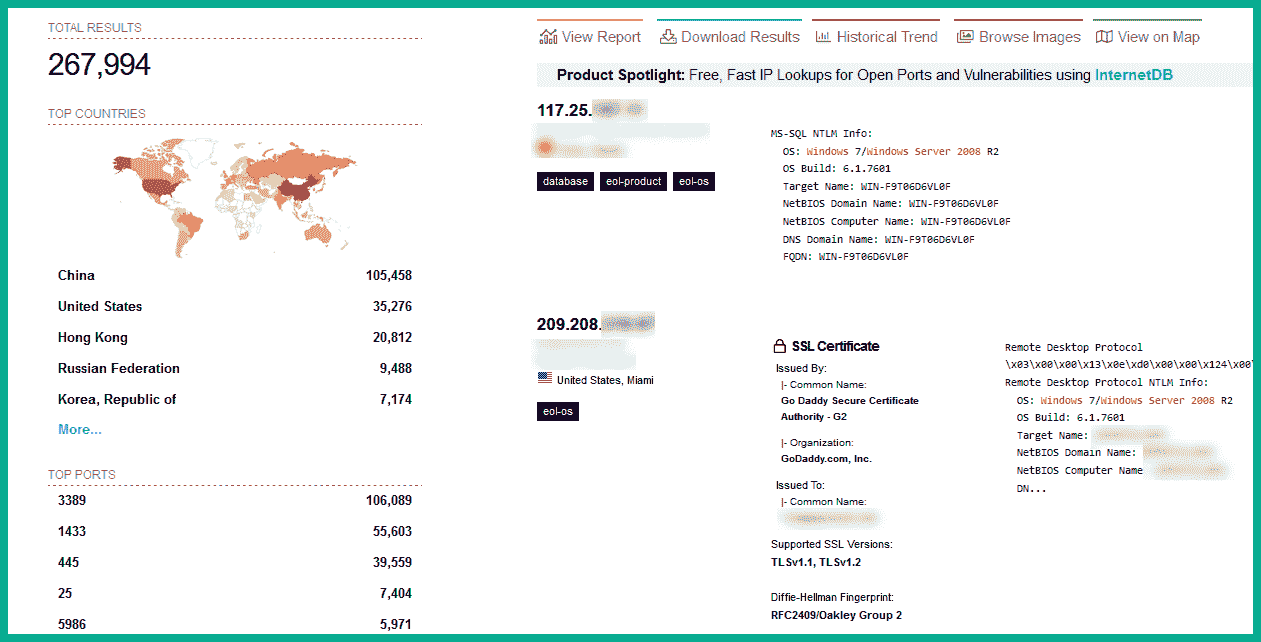 TOTAL RESULTS
267,994
TOP COUNTRIES
China 105,458
United States 35,276
Hong Kong 20,812
Russian Federation 9,488
Korea, Republic of 7,174
More...
TOP PORTS
3389 106,089
1433 55,603
445 39,559
25 7,404
5986 5,971
View Report Download Results Historical Trend Browse Images View on Map
Product Spotlight: Free, Fast IP Lookups for Open Ports and Vulnerabilities using InternetDB
117.25.
database eol-product eol-os
MS-SQL NTLM Info:
OS: Windows 7/Windows Server 2008 R2
OS Build: 6.1.7601
Target Name: WIN-F9T06D6VL0F
NetBIOS Domain Name: WIN-F9T06D6VL0F
NetBIOS Computer Name: WIN-F9T06D6VL0F
DNS Domain Name: WIN-F9T06D6VL0F
FQDN: WIN-F9T06D6VL0F
209.208.
United States, Miami
eol-os
SSL Certificate
Issued By:
|- Common Name:
Go Daddy Secure Certificate
Authority - G2
|- Organization:
GoDaddy.com, Inc.
Issued To:
|- Common Name:
Supported SSL Versions:
TLSv1.1, TLSv1.2
Diffie-Hellman Fingerprint:
RFC2409/Oakley Group 2
Remote Desktop Protocol
\x03\x00\x00\x13\x0e\xd0\x00\x00\x124\x00\
Remote Desktop Protocol NTLM Info:
OS: Windows 7/Windows Server 2008 R2
OS Build: 6.1.7601
Target Name:
NetBIOS Domain Name:
NetBIOS Computer Name
DN...